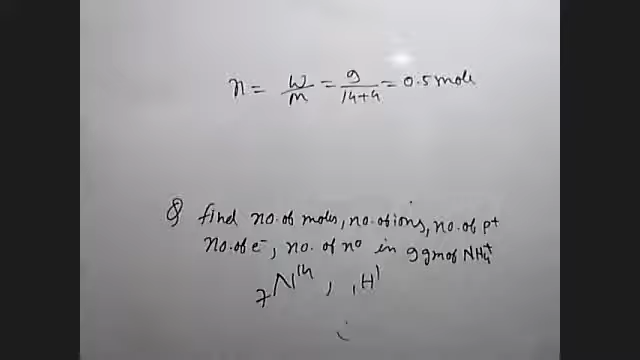 n = W/M = 9/14+4 = 0.5 mole
Q find no. of moles, no. of ions, no. of p+
no. of e-, no. of n0 in 9 gm of NH4+
7N14, 1H1